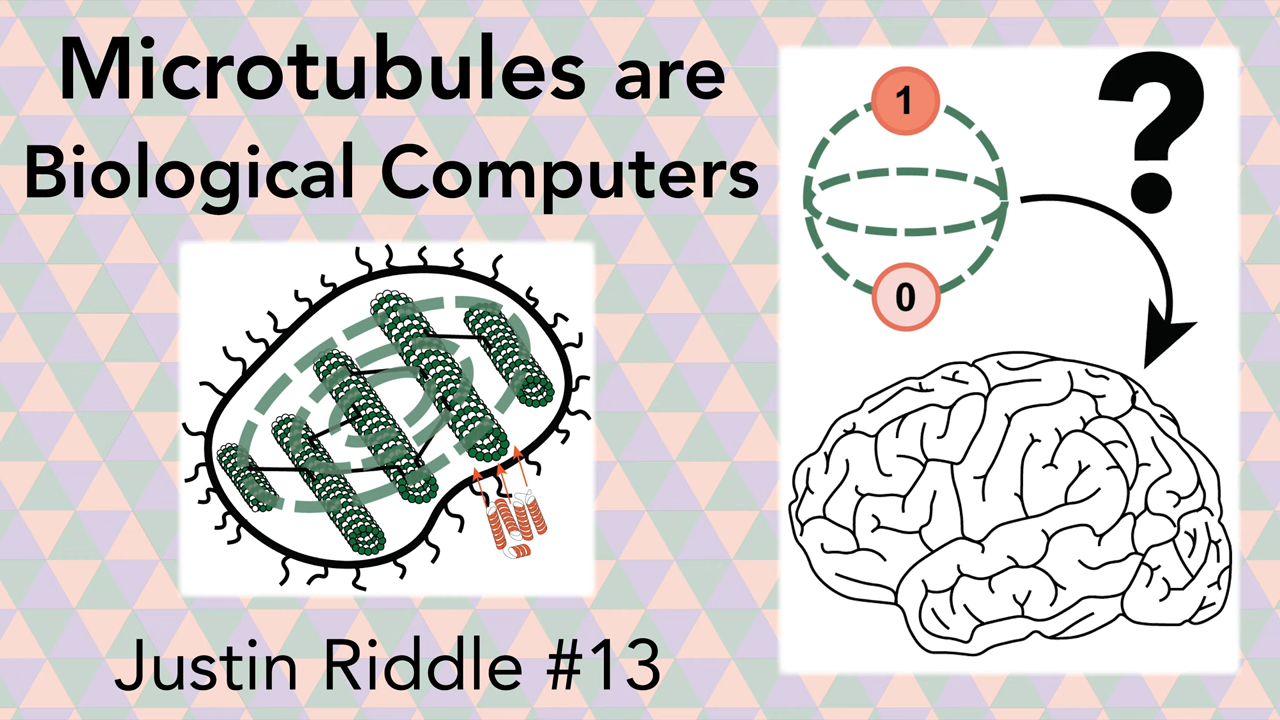 Microtubules are
Biological Computers
1
?
0
Justin Riddle #13